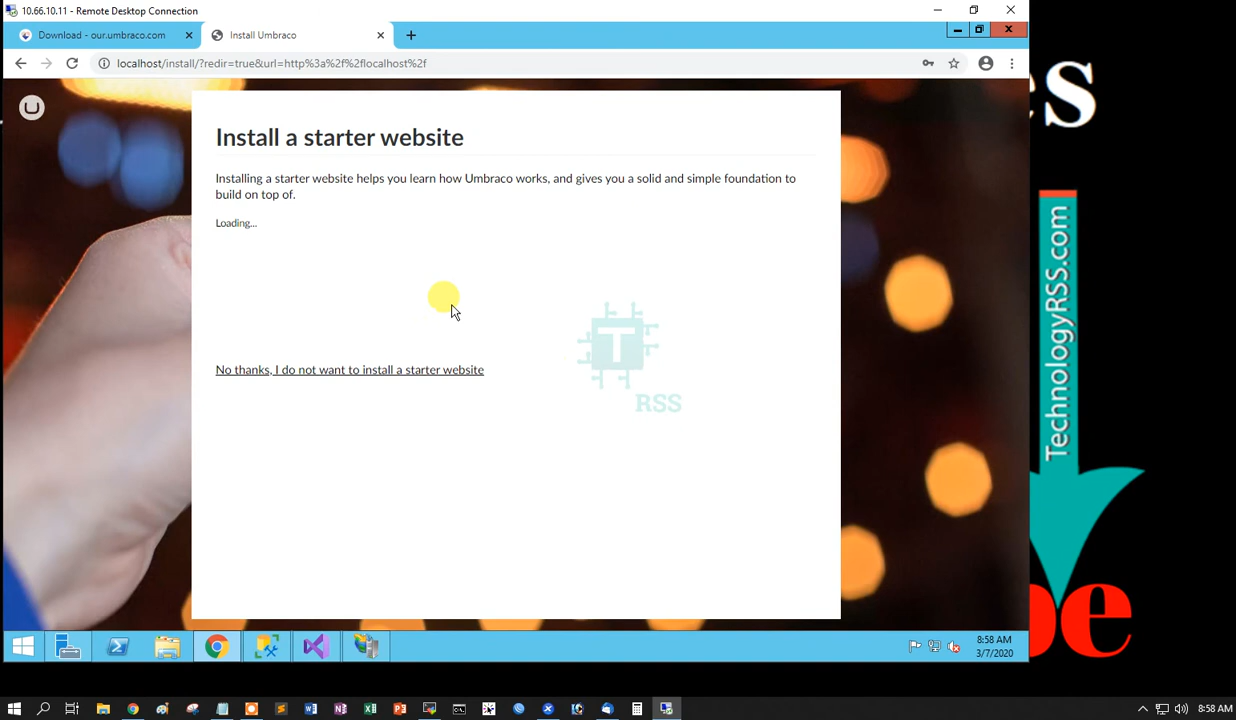 10.66.10.11 - Remote Desktop Connection
Download - our.umbraco.com
Install Umbraco
localhost/install/?redir=true&url=http%3a%2f%2flocalhost%2f
Install a starter website
Installing a starter website helps you learn how Umbraco works, and gives you a solid and simple foundation to
build on top of.
Loading...
No thanks, I do not want to install a starter website
T
RSS
es
TechnologyRSS.com
be
8:58 AM
3/7/2020
8:58 AM